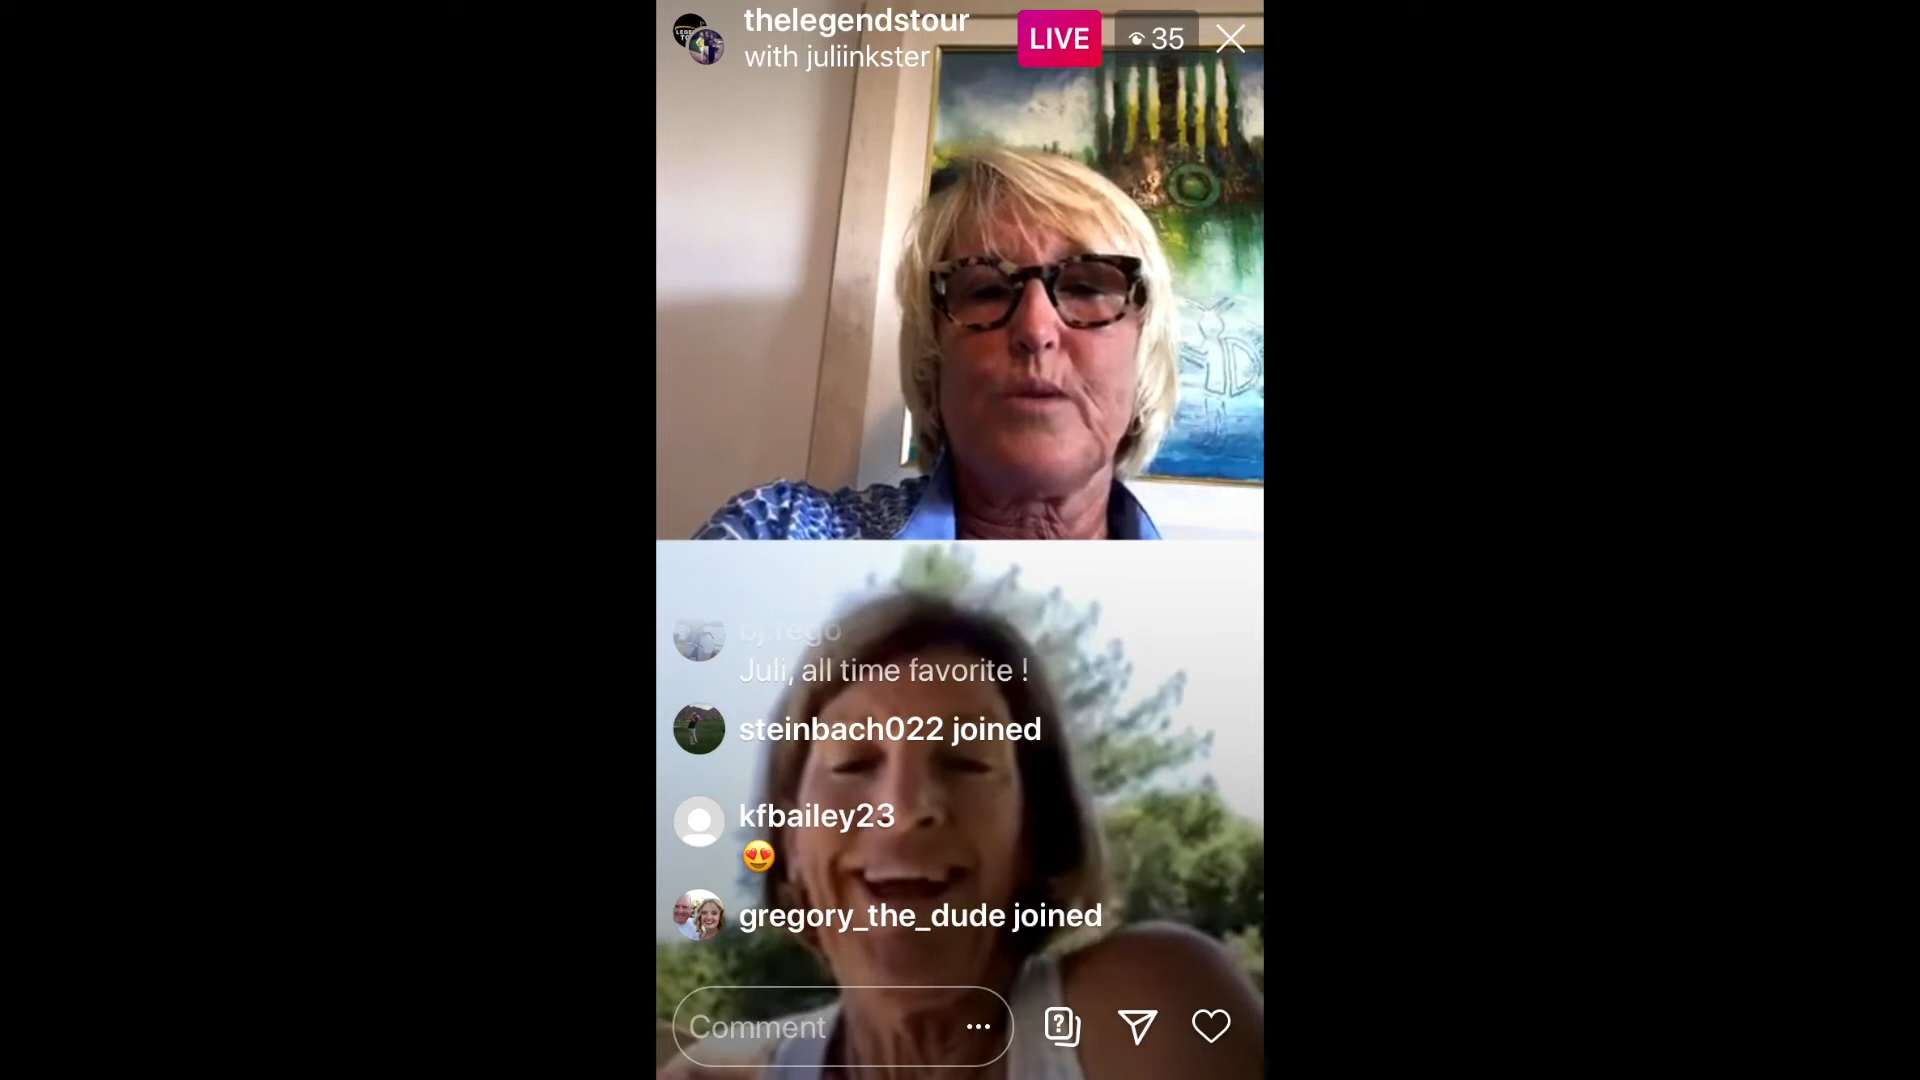 thelegendstour
with juliinkster
LIVE
35
Juli, all time favorite !
steinbach022 joined
kfbailey23
😍
gregory_the_dude joined
Comment